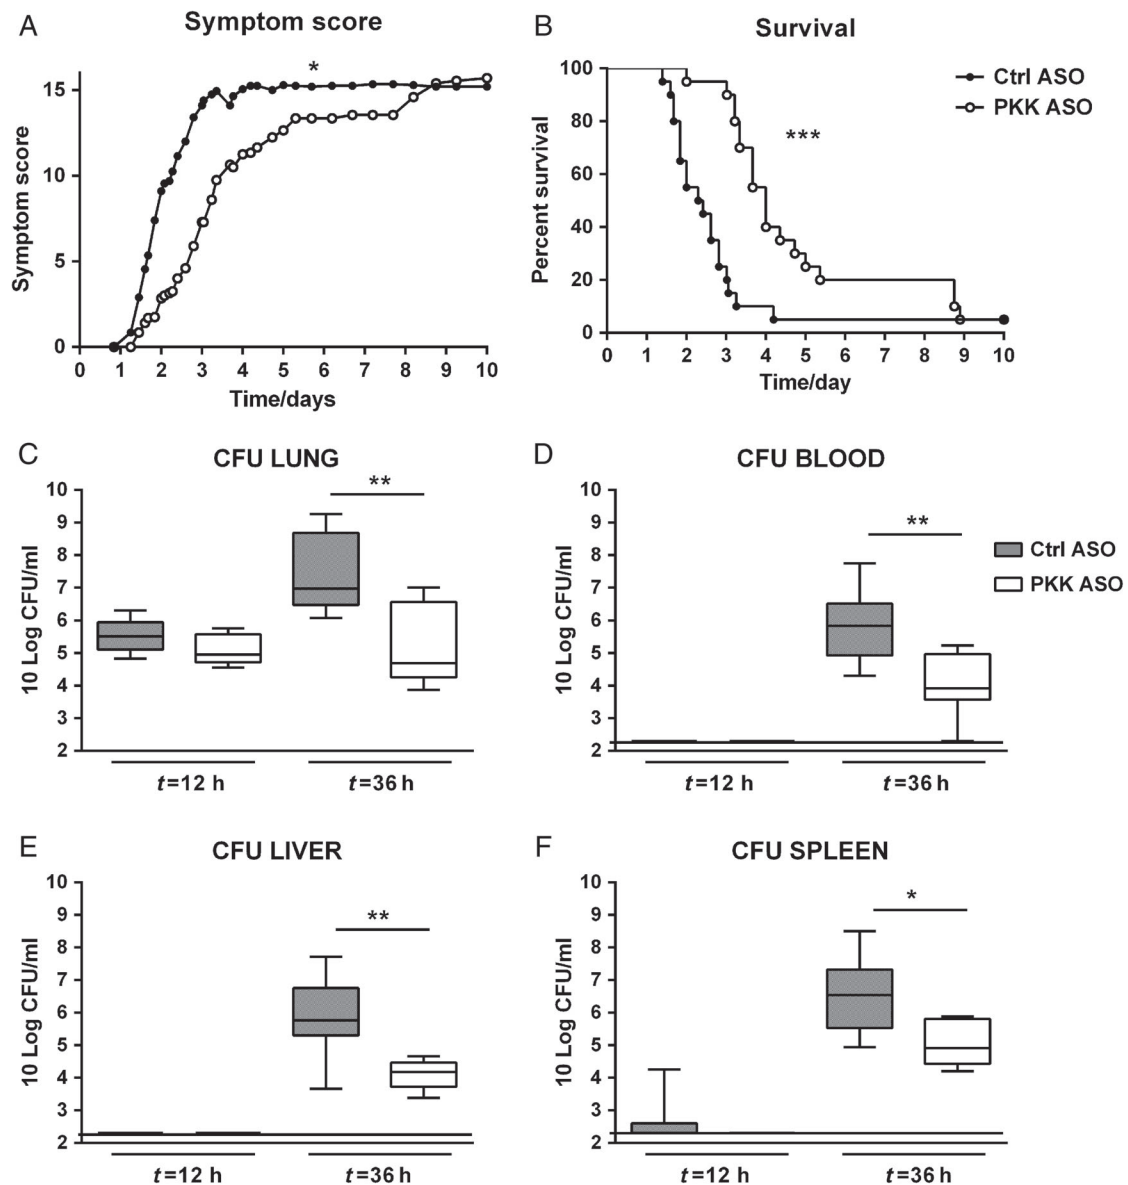 A
Symptom score
*
Symptom score
15
10
5
0
0 1 2 3 4 5 6 7 8 9 10
Time/days
B
Survival
Ctrl ASO
PKK ASO
***
Percent survival
100
80
60
40
20
0
0 1 2 3 4 5 6 7 8 9 10
Time/day
C
CFU LUNG
**
10 Log CFU/ml
10
9
8
7
6
5
4
3
2
t=12 h
t=36 h
D
CFU BLOOD
**
Ctrl ASO
PKK ASO
10 Log CFU/ml
10
9
8
7
6
5
4
3
2
t=12 h
t=36 h
E
CFU LIVER
**
10 Log CFU/ml
10
9
8
7
6
5
4
3
2
t=12 h
t=36 h
F
CFU SPLEEN
*
10 Log CFU/ml
10
9
8
7
6
5
4
3
2
t=12 h
t=36 h